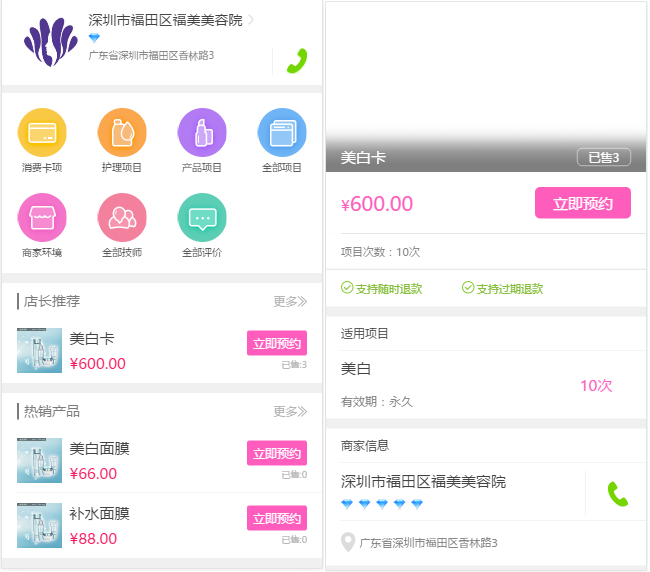 深圳市福田区福美美容院
广东省深圳市福田区香林路3
消费卡项 护理项目 产品项目 全部项目
商家环境 全部技师 全部评价
店长推荐 更多
美白卡
¥600.00
立即预约
已售:3
热销产品 更多
美白面膜
¥66.00
立即预约
已售:0
补水面膜
¥88.00
立即预约
已售:0
美白卡 已售3
¥600.00 立即预约
项目次数：10次
支持随时退款 支持过期退款
适用项目
美白
10次
有效期：永久
商家信息
深圳市福田区福美美容院
广东省深圳市福田区香林路3